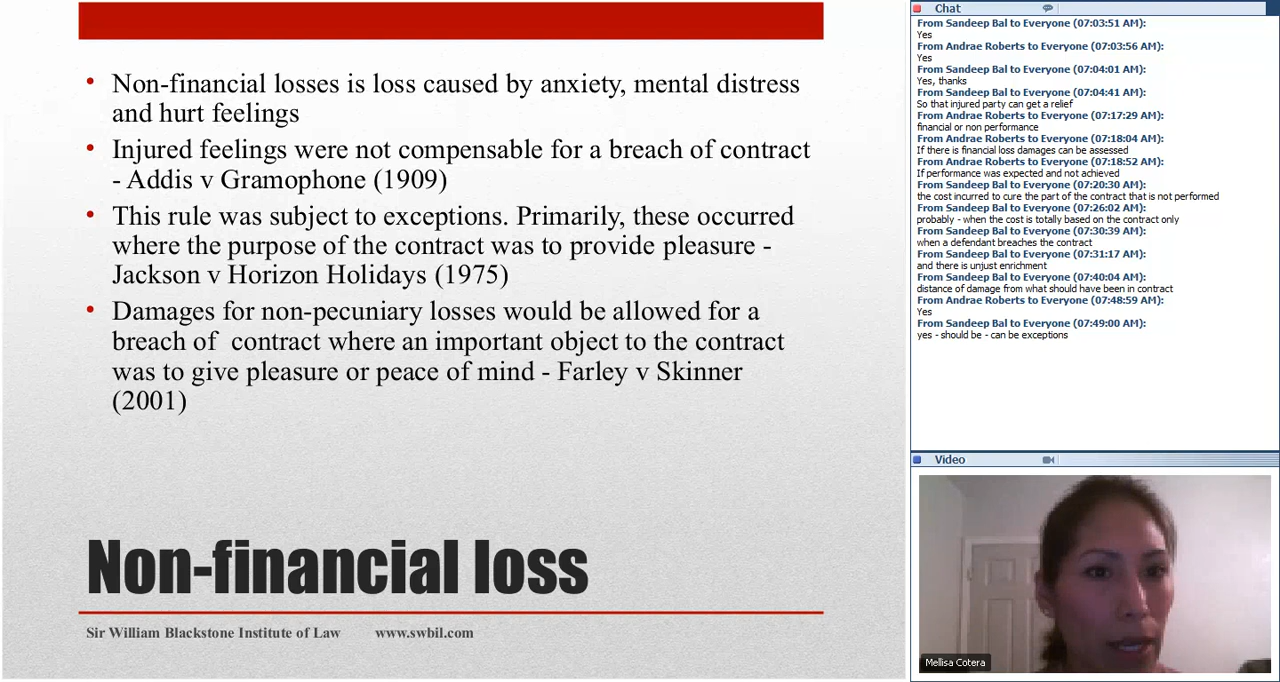 • Non-financial losses is loss caused by anxiety, mental distress
and hurt feelings
• Injured feelings were not compensable for a breach of contract
- Addis v Gramophone (1909)
• This rule was subject to exceptions. Primarily, these occurred
where the purpose of the contract was to provide pleasure -
Jackson v Horizon Holidays (1975)
• Damages for non-pecuniary losses would be allowed for a
breach of  contract where an important object to the contract
was to give pleasure or peace of mind - Farley v Skinner
(2001)
Non-financial loss
Sir William Blackstone Institute of Law www.swbil.com
Chat
From Sandeep Bal to Everyone (07:03:51 AM):
Yes
From Andrae Roberts to Everyone (07:03:56 AM):
Yes
From Sandeep Bal to Everyone (07:04:01 AM):
Yes, thanks
From Sandeep Bal to Everyone (07:04:41 AM):
So that injured party can get a relief
From Andrae Roberts to Everyone (07:17:29 AM):
financial or non performance
From Andrae Roberts to Everyone (07:18:04 AM):
If there is financial loss damages can be assessed
From Andrae Roberts to Everyone (07:18:52 AM):
If performance was expected and not achieved
From Andrae Roberts to Everyone (07:20:30 AM):
the cost incurred to cure the part of the contract that is not performed
From Andrae Roberts to Everyone (07:26:02 AM):
probably - when the cost is totally based on the contract only
From Andrae Roberts to Everyone (07:30:39 AM):
when a defendant breaches the contract
From Andrae Roberts to Everyone (07:31:17 AM):
and there is unjust enrichment
From Andrae Roberts to Everyone (07:40:04 AM):
distance of damage from what should have been in contract
From Andrae Roberts to Everyone (07:48:59 AM):
Yes
From Sandeep Bal to Everyone (07:49:00 AM):
yes - should be - can be exceptions
Video
Mellisa Cotera